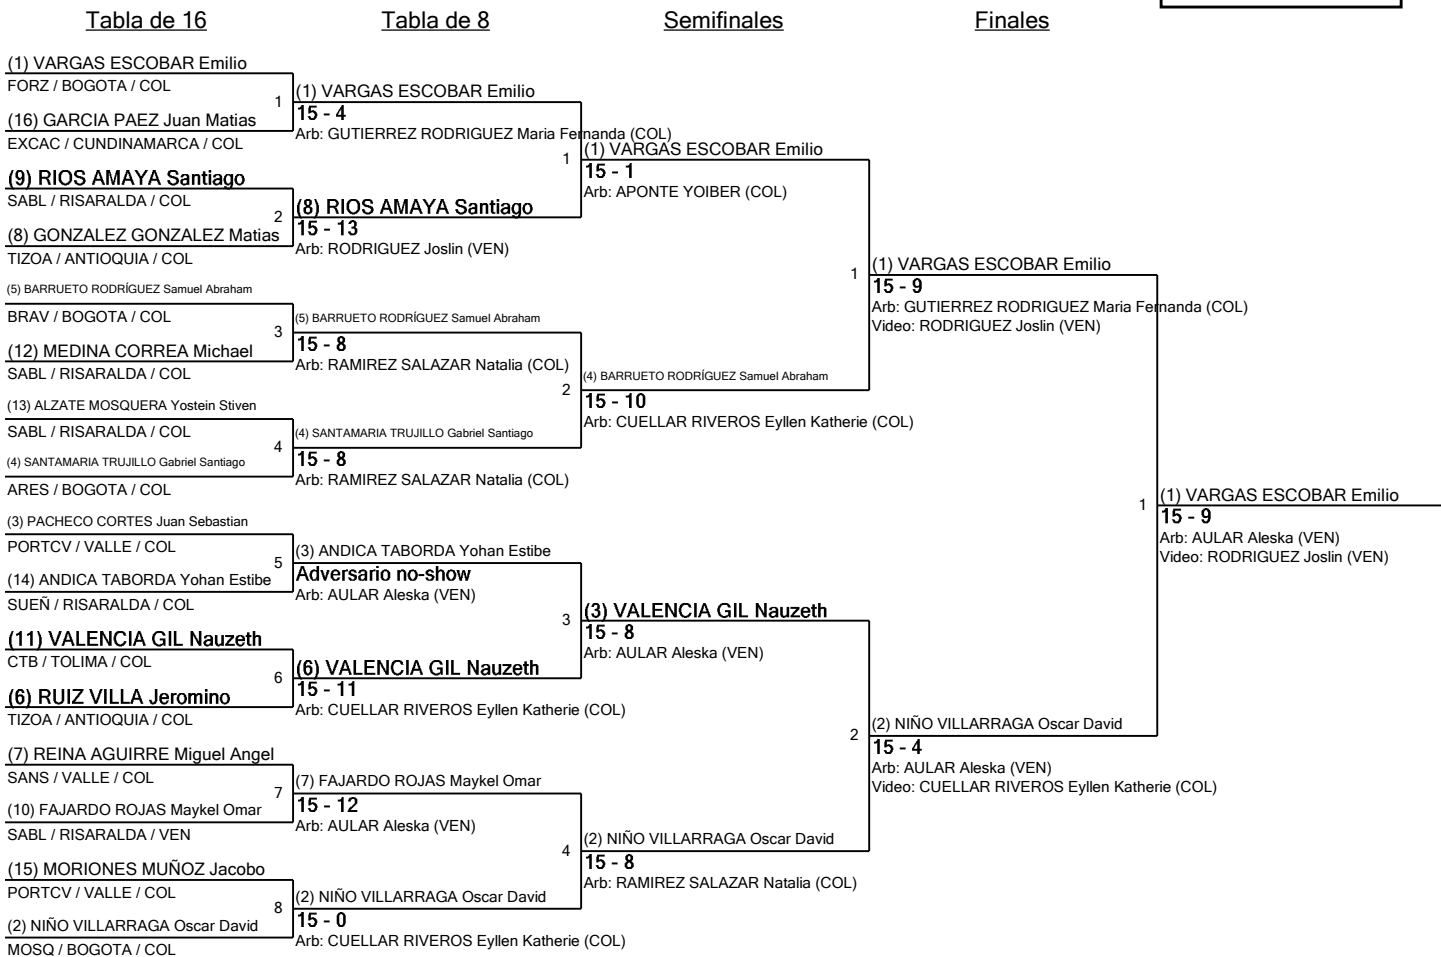 Tabla de 16
Tabla de 8
Semifinales
Finales
(1) VARGAS ESCOBAR Emilio
FORZ / BOGOTA / COL
(16) GARCIA PAEZ Juan Matias
EXCAC / CUNDINAMARCA / COL
(9) RIOS AMAYA Santiago
SABL / RISARALDA / COL
(8) GONZALEZ GONZALEZ Matias
TIZOA / ANTIOQUIA / COL
(5) BARRUETO RODRÍGUEZ Samuel Abraham
BRAV / BOGOTA / COL
(12) MEDINA CORREA Michael
SABL / RISARALDA / COL
(13) ALZATE MOSQUERA Yostein Stiven
SABL / RISARALDA / COL
(4) SANTAMARIA TRUJILLO Gabriel Santiago
ARES / BOGOTA / COL
(3) PACHECO CORTES Juan Sebastian
PORTCV / VALLE / COL
(14) ANDICA TABORDA Yohan Estibe
SUEÑ / RISARALDA / COL
(11) VALENCIA GIL Nauzeth
CTB / TOLIMA / COL
(6) RUIZ VILLA Jeromino
TIZOA / ANTIOQUIA / COL
(7) REINA AGUIRRE Miguel Angel
SANS / VALLE / COL
(10) FAJARDO ROJAS Maykel Omar
SABL / RISARALDA / VEN
(15) MORIONES MUÑOZ Jacobo
PORTCV / VALLE / COL
(2) NIÑO VILLARRAGA Oscar David
MOSQ / BOGOTA / COL
1
2
3
4
5
6
7
8
(1) VARGAS ESCOBAR Emilio
15 - 4
Arb: GUTIERREZ RODRIGUEZ Maria Fernanda (COL)
(8) RIOS AMAYA Santiago
15 - 13
Arb: RODRIGUEZ Joslin (VEN)
(5) BARRUETO RODRÍGUEZ Samuel Abraham
15 - 8
Arb: RAMIREZ SALAZAR Natalia (COL)
(4) SANTAMARIA TRUJILLO Gabriel Santiago
15 - 8
Arb: RAMIREZ SALAZAR Natalia (COL)
(3) ANDICA TABORDA Yohan Estibe
Adversario no-show
Arb: AULAR Aleska (VEN)
(6) VALENCIA GIL Nauzeth
15 - 11
Arb: CUELLAR RIVEROS Eyllen Katherie (COL)
(7) FAJARDO ROJAS Maykel Omar
15 - 12
Arb: AULAR Aleska (VEN)
(2) NIÑO VILLARRAGA Oscar David
15 - 0
Arb: CUELLAR RIVEROS Eyllen Katherie (COL)
1
2
3
4
(1) VARGAS ESCOBAR Emilio
15 - 1
Arb: APONTE YOIBER (COL)
(4) BARRUETO RODRÍGUEZ Samuel Abraham
15 - 10
Arb: CUELLAR RIVEROS Eyllen Katherie (COL)
(3) VALENCIA GIL Nauzeth
15 - 8
Arb: AULAR Aleska (VEN)
(2) NIÑO VILLARRAGA Oscar David
15 - 8
Arb: RAMIREZ SALAZAR Natalia (COL)
1
2
(1) VARGAS ESCOBAR Emilio
15 - 9
Arb: GUTIERREZ RODRIGUEZ Maria Fernanda (COL)
Video: RODRIGUEZ Joslin (VEN)
(2) NIÑO VILLARRAGA Oscar David
15 - 4
Arb: AULAR Aleska (VEN)
Video: CUELLAR RIVEROS Eyllen Katherie (COL)
1
(1) VARGAS ESCOBAR Emilio
15 - 9
Arb: AULAR Aleska (VEN)
Video: RODRIGUEZ Joslin (VEN)